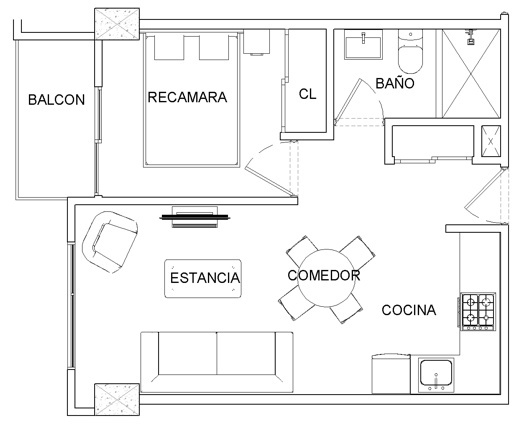 BALCON
RECAMARA
CL
BAÑO
ESTANCIA
COMEDOR
COCINA